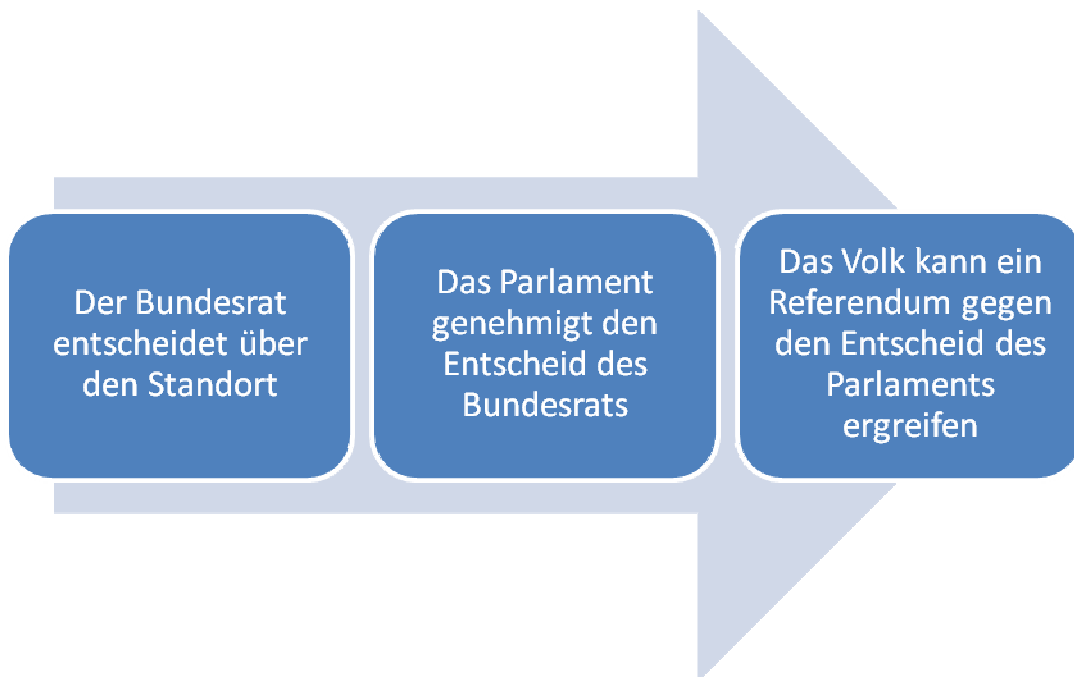 Der Bundesrat
entscheidet über
den Standort
Das Parlament
genehmigt den
Entscheid des
Bundesrats
Das Volk kann ein
Referendum gegen
den Entscheid des
Parlaments
ergreifen